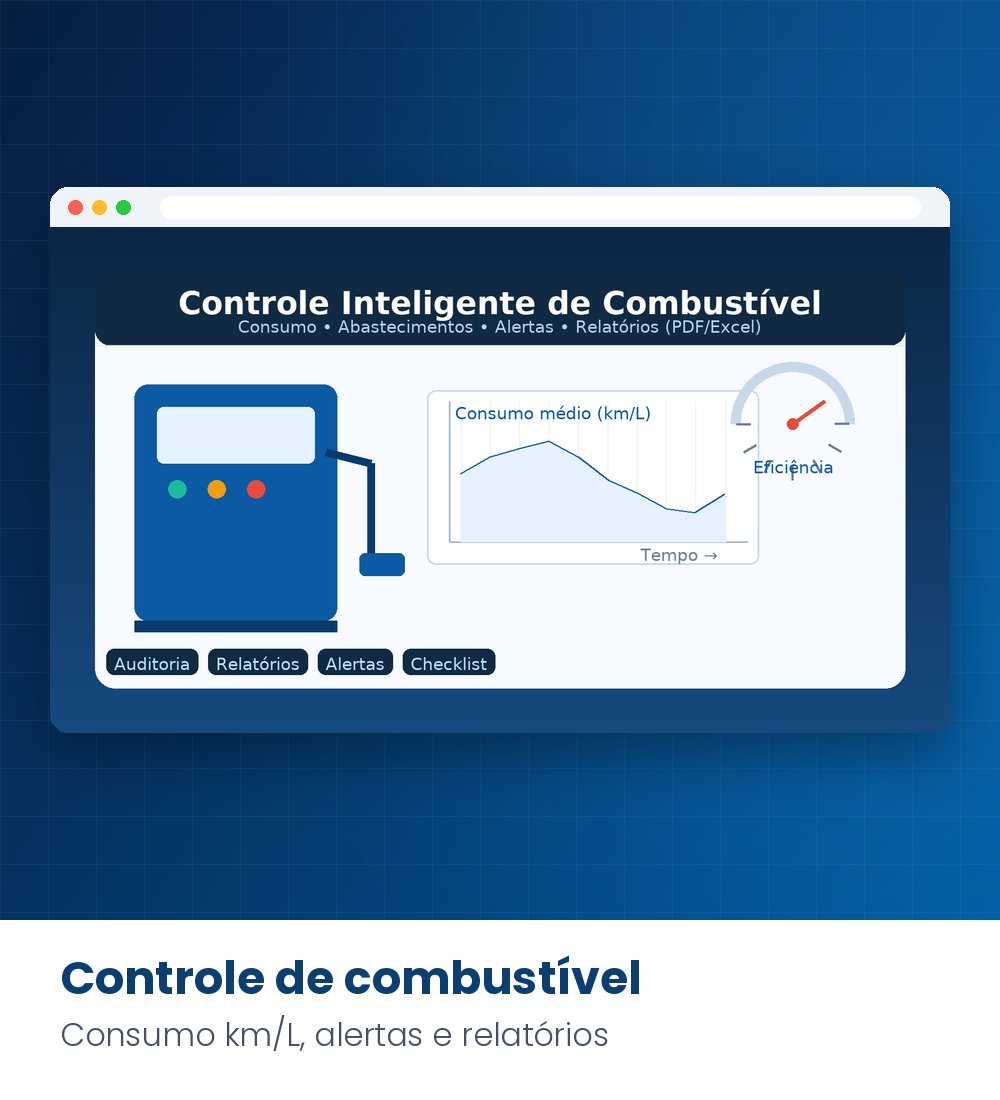 Controle Inteligente de Combustível
Consumo • Abastecimentos • Alertas • Relatórios (PDF/Excel)
Consumo médio (km/L)
Eficiência
Tempo →
Auditoria
Relatórios
Alertas
Checklist
Controle de combustível
Consumo km/L, alertas e relatórios